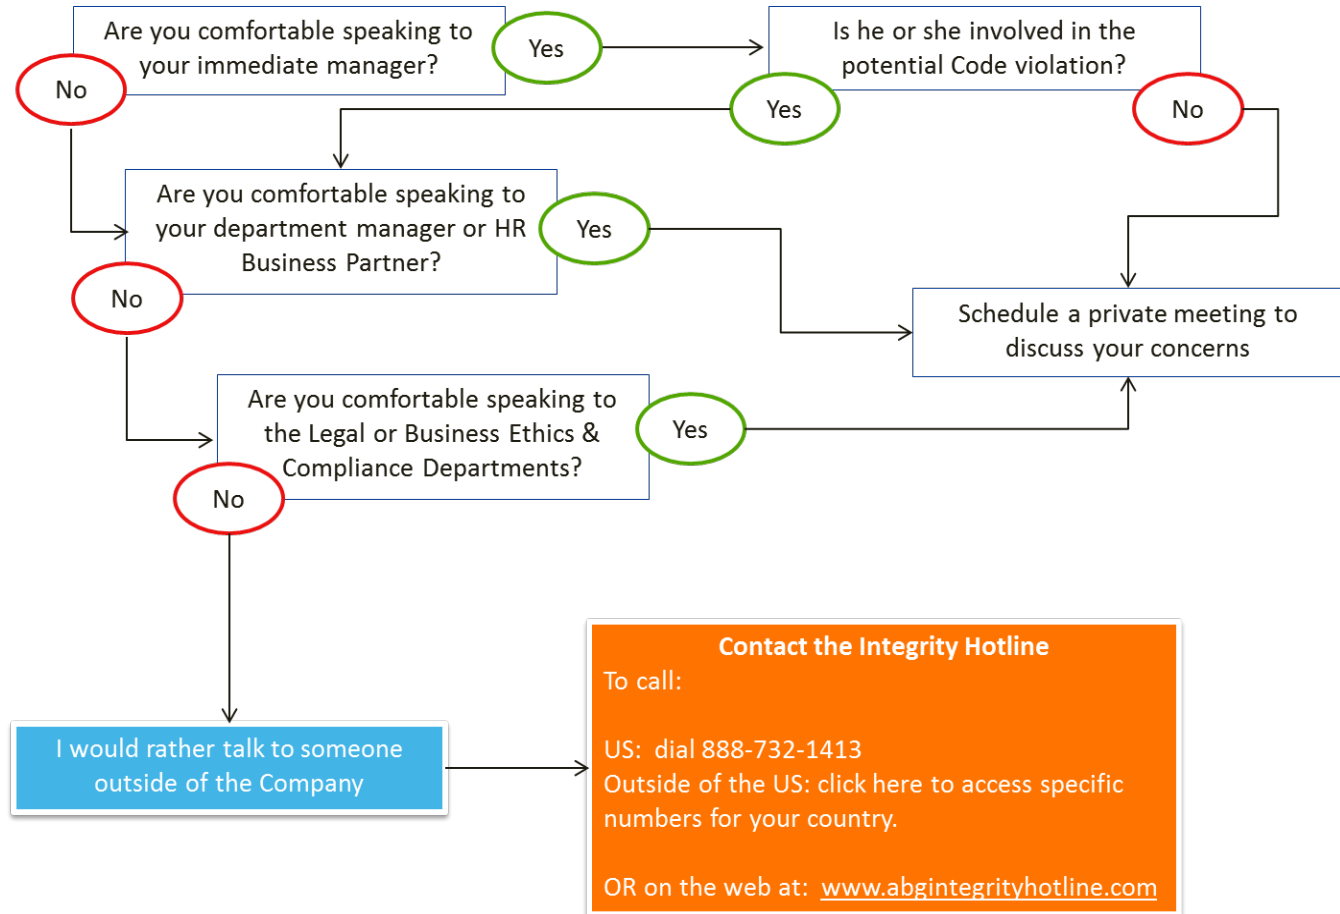 Are you comfortable speaking to
your immediate manager?
Yes
No
Is he or she involved in the
potential Code violation?
Yes
No
Are you comfortable speaking to
your department manager or HR
Business Partner?
Yes
No
Schedule a private meeting to
discuss your concerns
Are you comfortable speaking to
the Legal or Business Ethics &
Compliance Departments?
Yes
No
I would rather talk to someone
outside of the Company
Contact the Integrity Hotline
To call:
US: dial 888-732-1413
Outside of the US: click here to access specific
numbers for your country.
OR on the web at: www.abgintegrityhotline.com